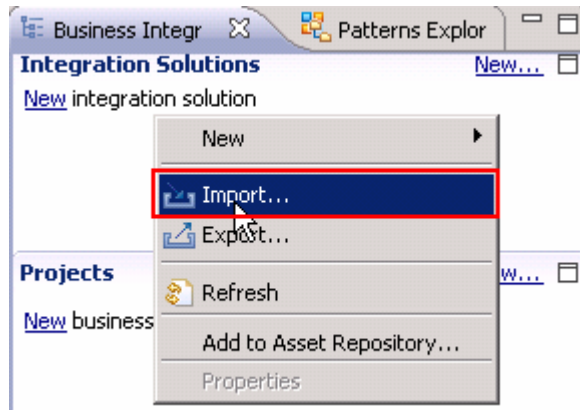 Business Integr
Patterns Explor
Integration Solutions
New...
New integration solution
New
Import...
Export...
Projects
w...
Refresh
New business
Add to Asset Repository...
Properties